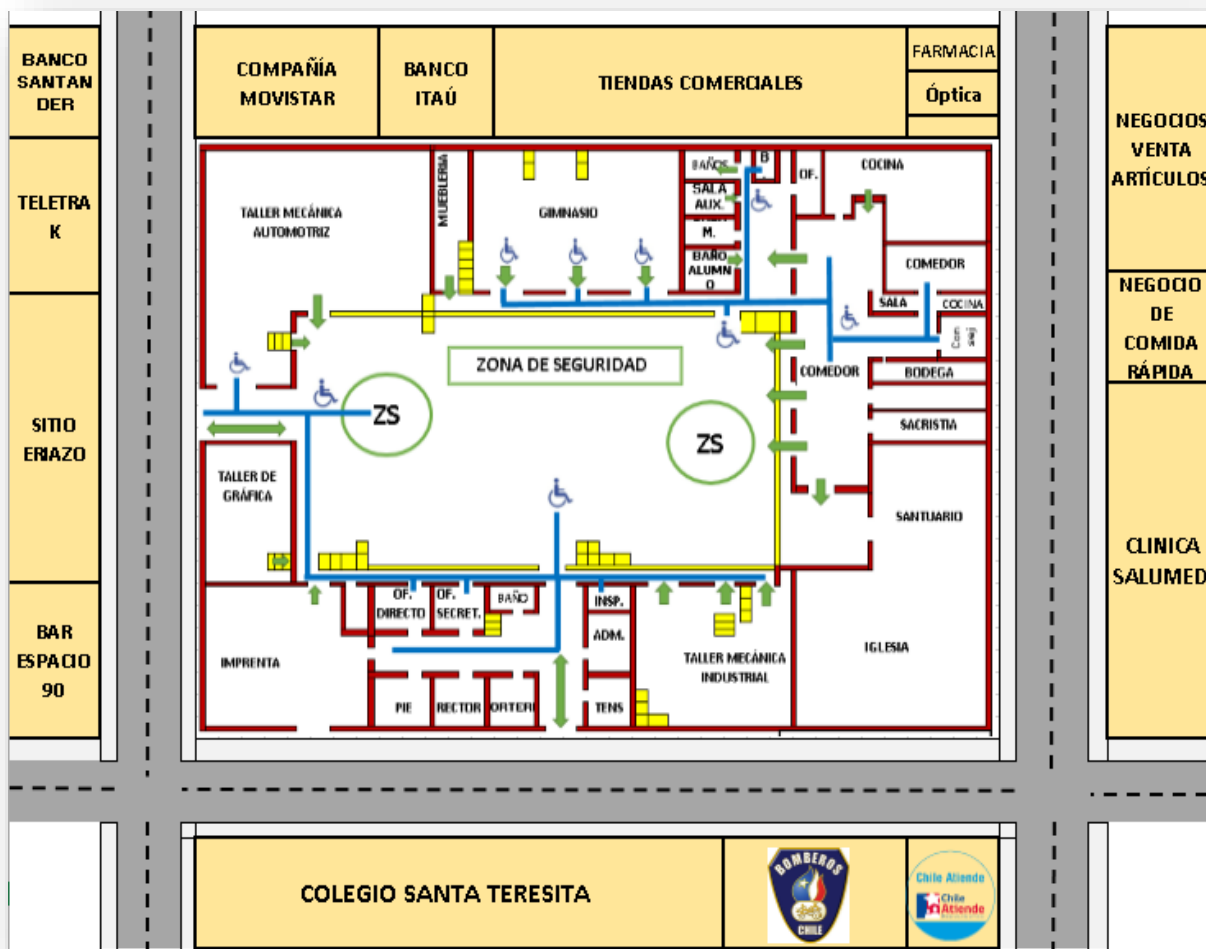 BANCO
SANTAN
DER
COMPAÑÍA
MOVISTAR
BANCO
ITAÚ
TIENDAS COMERCIALES
FARMACIA
Óptica
NEGOCIOS
VENTA
ARTÍCULOS
TELETRA
K
SITIO
ERIAZO
BAR
ESPACIO
90
NEGOCIO
DE
COMIDA
RÁPIDA
CLINICA
SALUMED
TALLER MECÁNICA
AUTOMOTRIZ
MUEBLERIA
GIMNASIO
BAÑOS
SALA
AUX.
M.
BAÑO
ALUMN
O
B
OF.
COCINA
COMEDOR
SALA
COCINA
ZONA DE SEGURIDAD
COMEDOR
BODEGA
ZS
ZS
SACRISTIA
TALLER DE
GRÁFICA
SANTUARIO
OF.
DIRECTO
OF.
SECRET.
BAÑO
INSP.
ADM.
IMPRENTA
TALLER MECÁNICA
INDUSTRIAL
IGLESIA
PIE
RECTOR
ORTERI
TENS
COLEGIO SANTA TERESITA
BOMBEROS
CHILE
Chile Atiende
Chile
Atiende